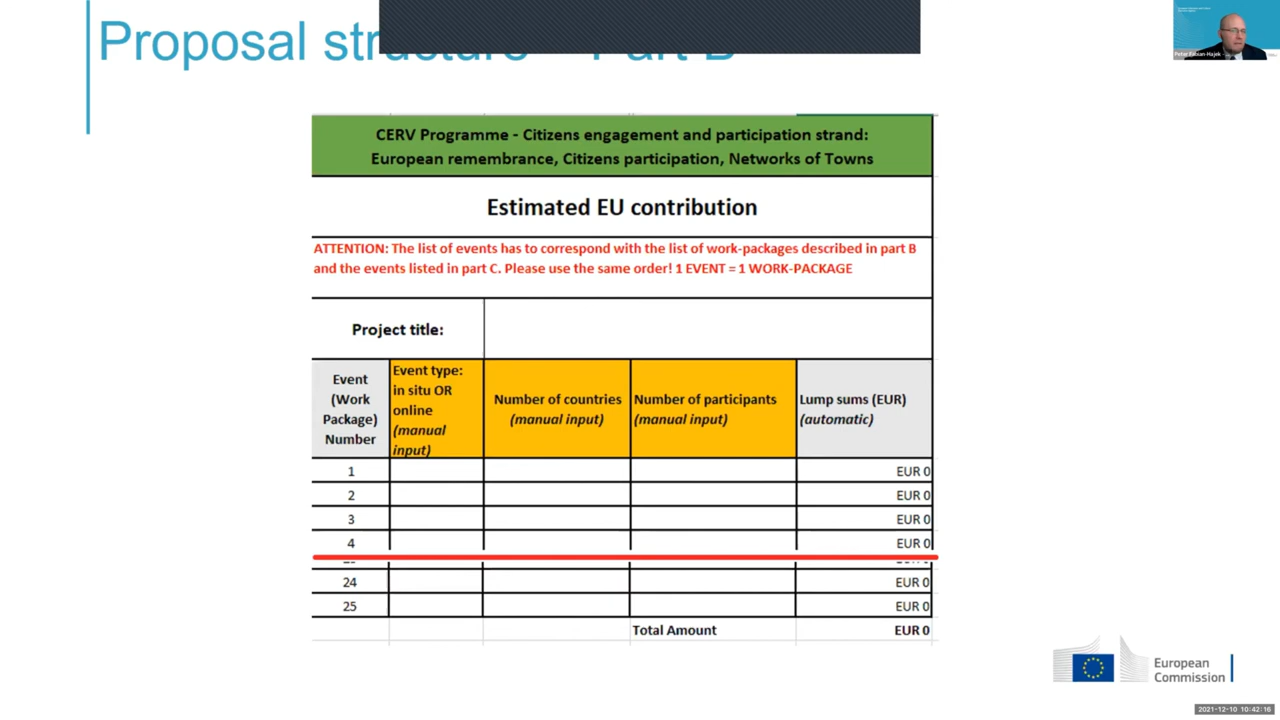 Proposal structure – Part B
CERV Programme - Citizens engagement and participation strand:
European remembrance, Citizens participation, Networks of Towns
Estimated EU contribution
ATTENTION: The list of events has to correspond with the list of work-packages described in part B
and the events listed in part C. Please use the same order! 1 EVENT = 1 WORK-PACKAGE
Project title:
Event
(Work
Package)
Number
Event type:
in situ OR
online
(manual
input)
Number of countries
(manual input)
Number of participants
(manual input)
Lump sums (EUR)
(automatic)
1 EUR 0
2 EUR 0
3 EUR 0
4 EUR 0
24 EUR 0
25 EUR 0
Total Amount EUR 0
European
Commission
2021-12-10 10:42:16